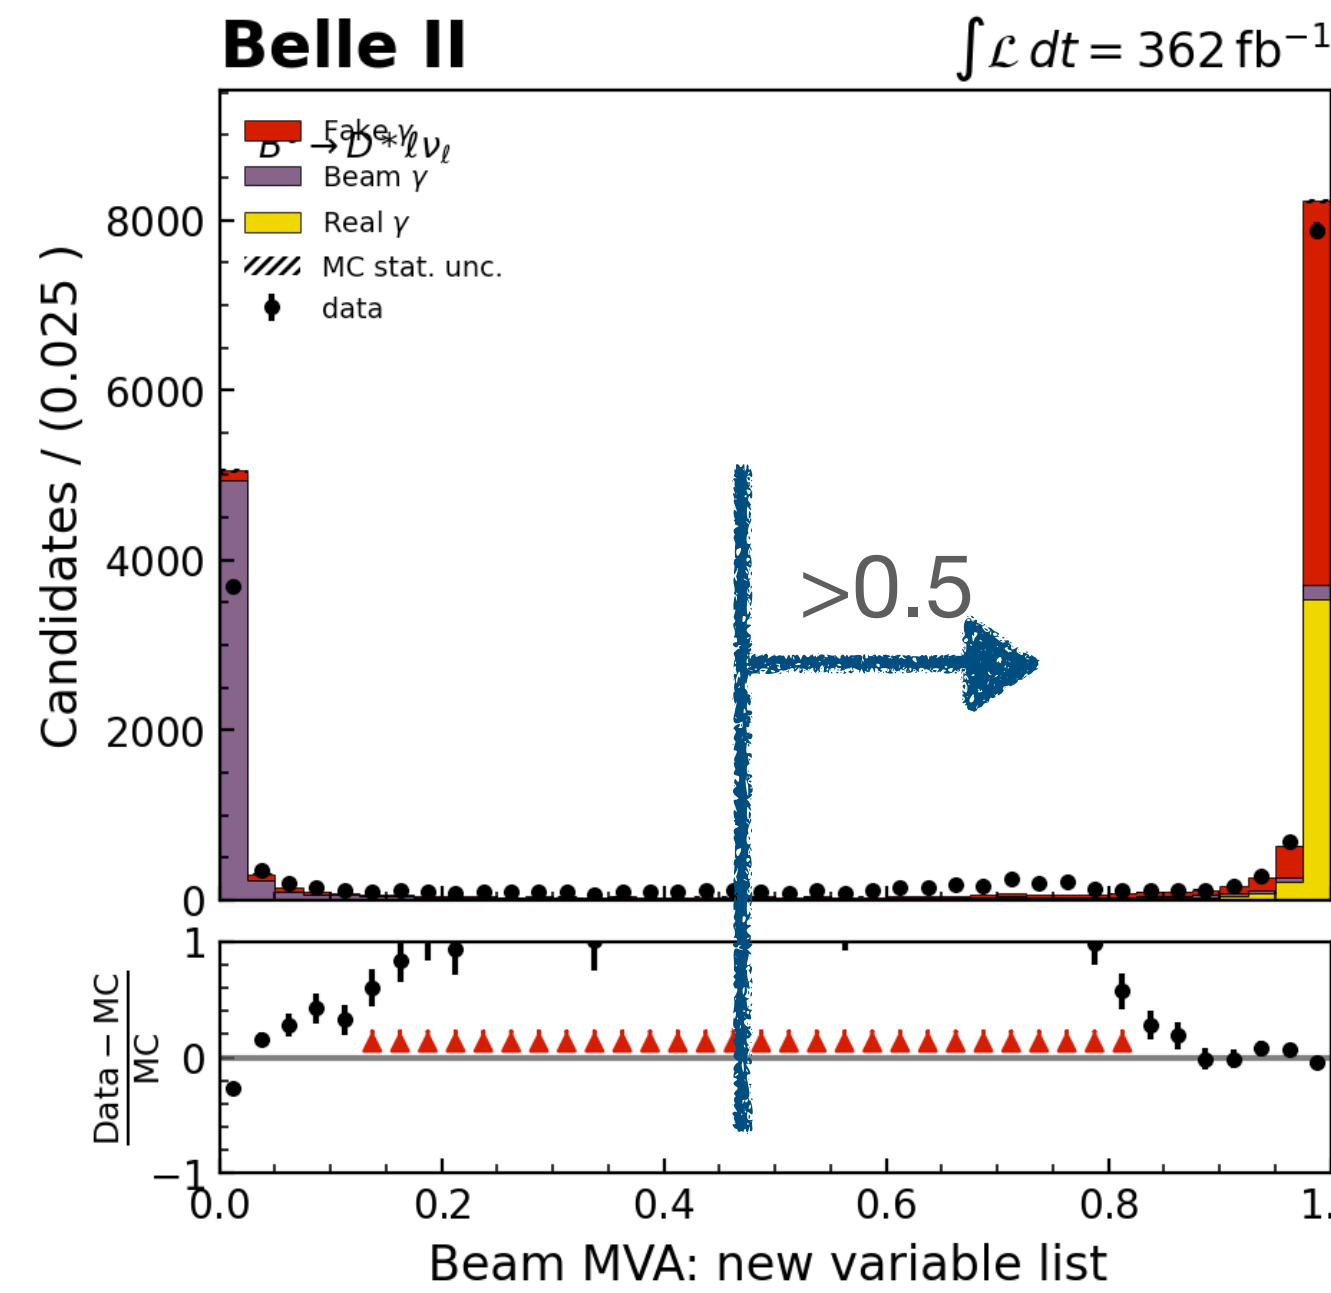 Belle II
∫ℒ dt = 362 fb⁻¹
Fake γ
B → D*ℓνℓ
Beam γ
Real γ
MC stat. unc.
data
Candidates / (0.025 )
8000
6000
4000
2000
0
>0.5
Data − MC
MC
1
0
−1
0.0 0.2 0.4 0.6 0.8 1.
Beam MVA: new variable list